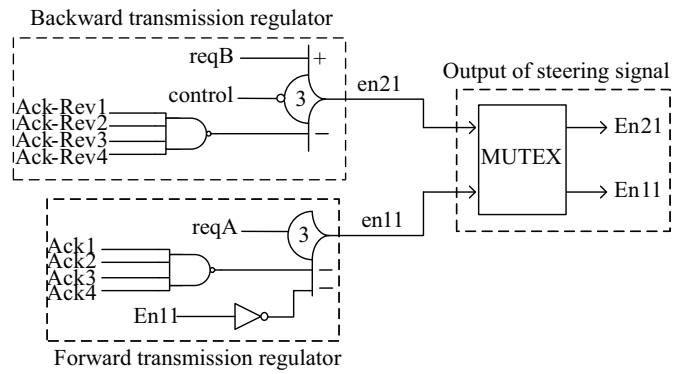 Backward transmission regulator
reqB
+
en21
Output of steering signal
control
3
Ack-Rev1
Ack-Rev2
Ack-Rev3
Ack-Rev4
−
En21
MUTEX
En11
reqA
3
en11
Ack1
Ack2
Ack3
Ack4
−
−
En11
Forward transmission regulator